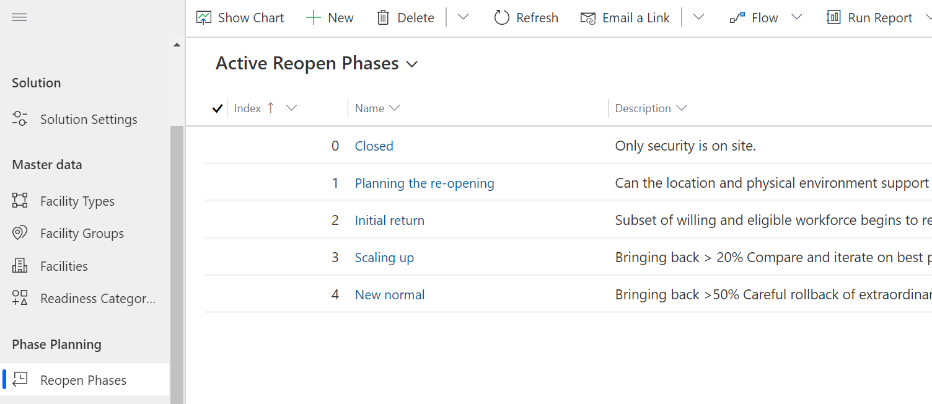 Show Chart New Delete Refresh Email a Link Flow Run Report
Active Reopen Phases
Solution
Solution Settings
Master data
Facility Types
Facility Groups
Facilities
Readiness Categor...
Phase Planning
Reopen Phases
Index Name Description
0 Closed Only security is on site.
1 Planning the re-opening Can the location and physical environment support
2 Initial return Subset of willing and eligible workforce begins to re
3 Scaling up Bringing back > 20% Compare and iterate on best p
4 New normal Bringing back >50% Careful rollback of extraordinar